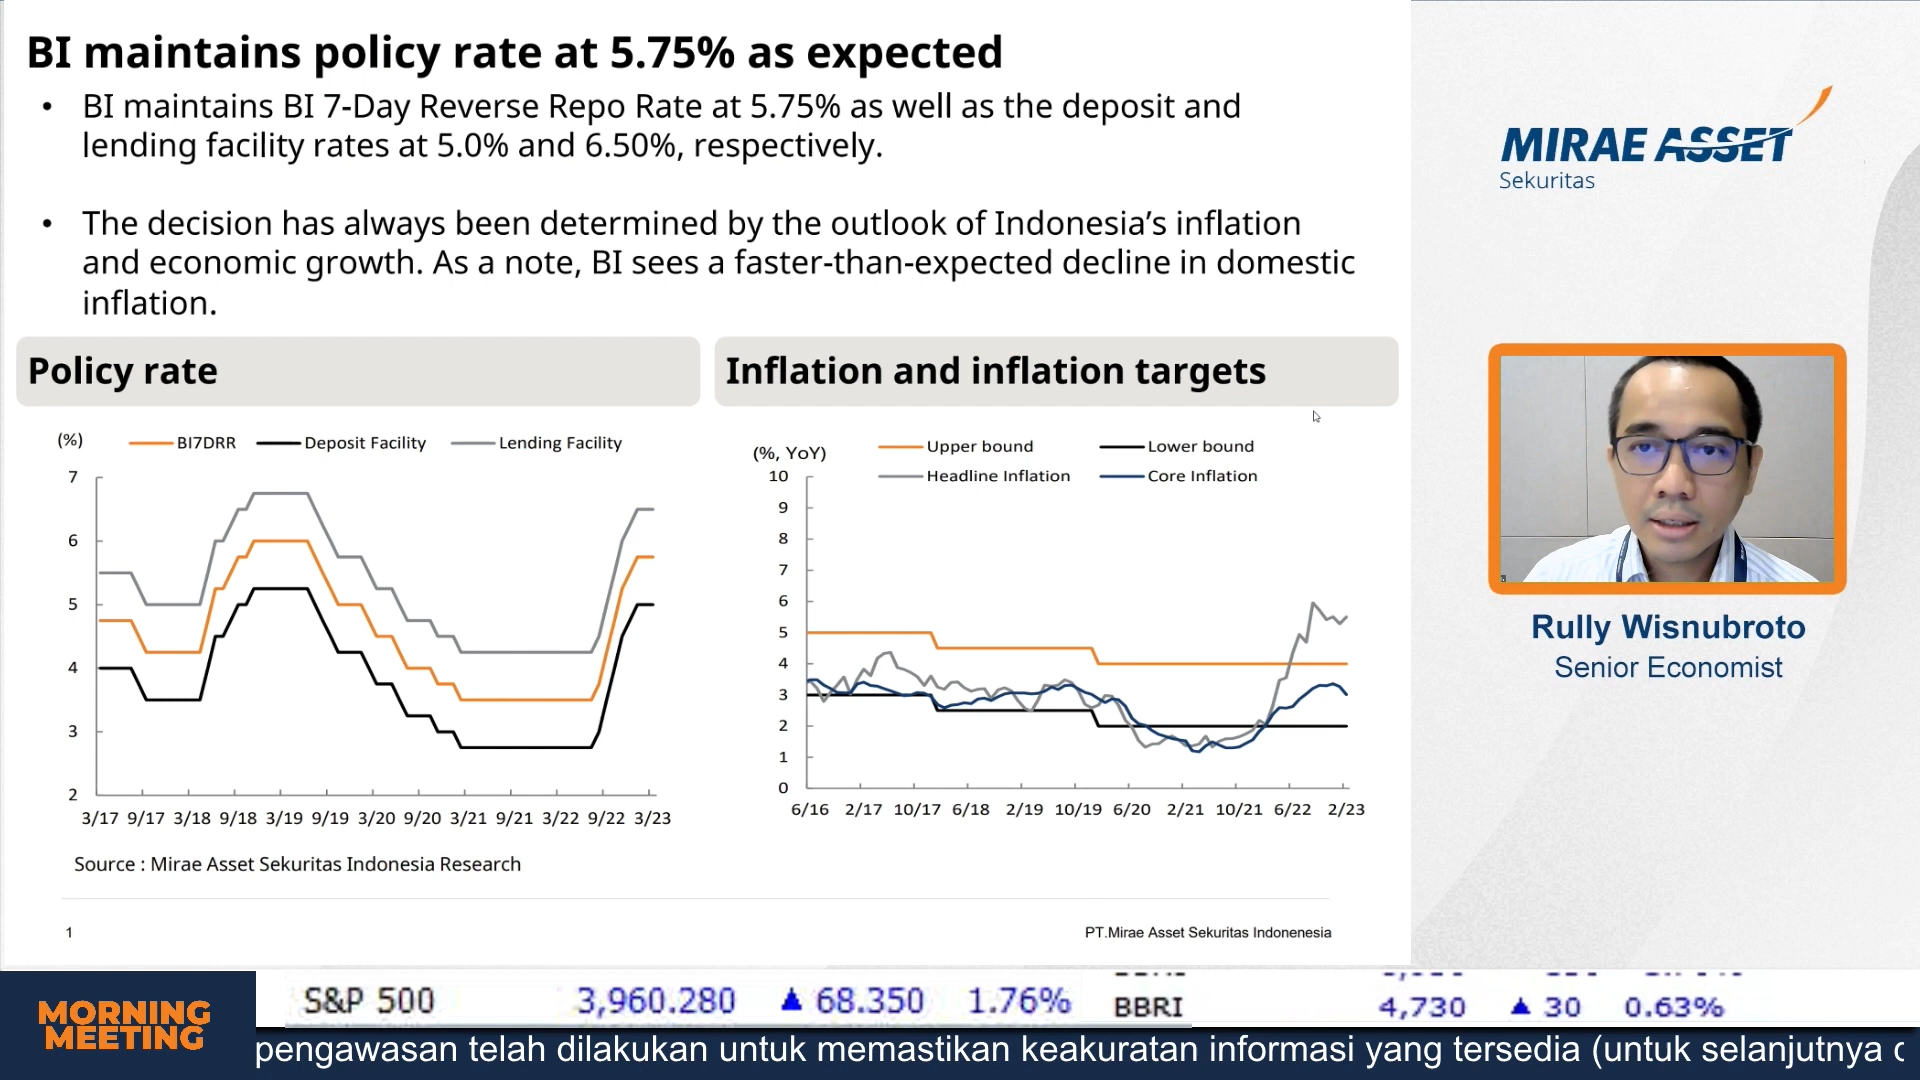 BI maintains policy rate at 5.75% as expected
• BI maintains BI 7-Day Reverse Repo Rate at 5.75% as well as the deposit and
lending facility rates at 5.0% and 6.50%, respectively.
• The decision has always been determined by the outlook of Indonesia’s inflation
and economic growth. As a note, BI sees a faster-than-expected decline in domestic
inflation.
Policy rate
(%)
BI7DRR Deposit Facility Lending Facility
7
6
5
4
3
2
3/17 9/17 3/18 9/18 3/19 9/19 3/20 9/20 3/21 9/21 3/22 9/22 3/23
Inflation and inflation targets
(%, YoY)
Upper bound Lower bound
Headline Inflation Core Inflation
10
9
8
7
6
5
4
3
2
1
0
6/16 2/17 10/17 6/18 2/19 10/19 6/20 2/21 10/21 6/22 2/23
Source : Mirae Asset Sekuritas Indonesia Research
1
PT.Mirae Asset Sekuritas Indonenesia
MIRAE ASSET
Sekuritas
Rully Wisnubroto
Senior Economist
MORNING
MEETING
S&P 500 3,960.280 ▲ 68.350 1.76%
BBRI 4,730 ▲ 30 0.63%
pengawasan telah dilakukan untuk memastikan keakuratan informasi yang tersedia (untuk selanjutnya